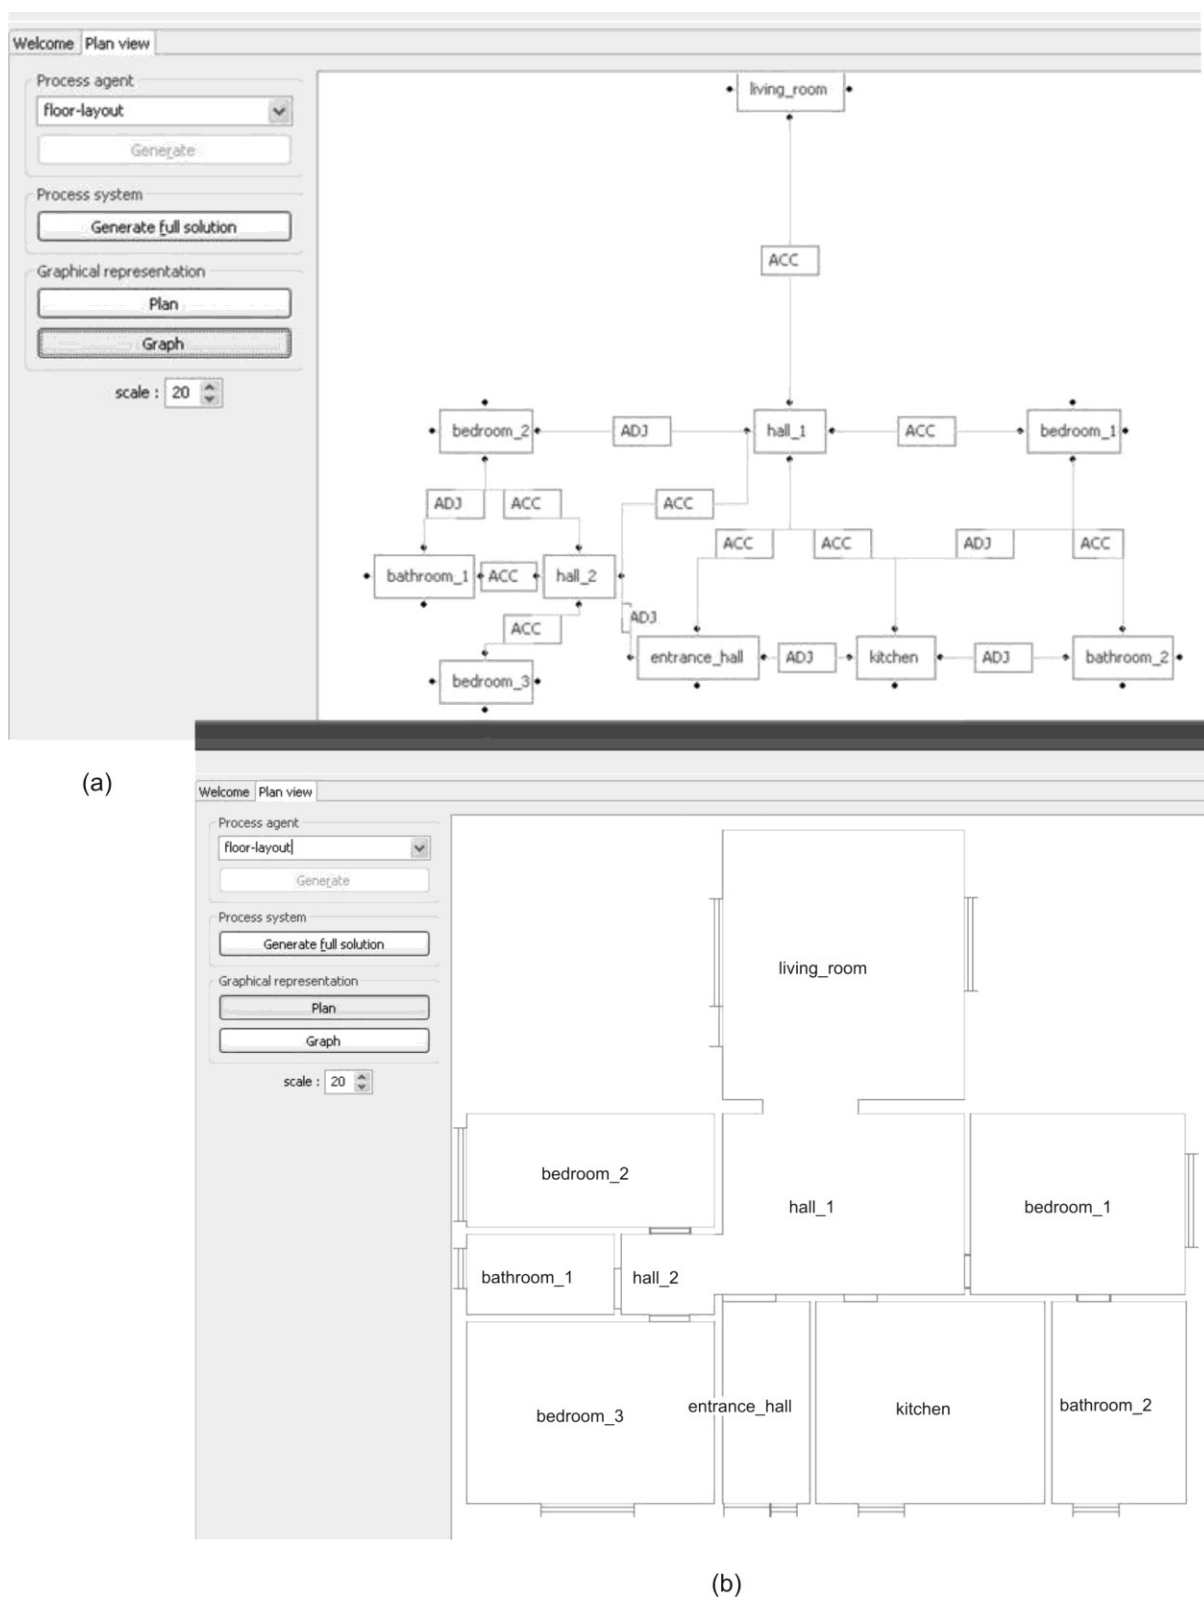 Welcome Plan view
Process agent
floor-layout
Generate
Process system
Generate full solution
Graphical representation
Plan
Graph
scale : 20
living_room
ACC
bedroom_2 ADJ hall_1 ACC bedroom_1
ADJ ACC ACC
ACC ACC ADJ ACC
bathroom_1 ACC hall_2
ADJ
ACC
entrance_hall ADJ kitchen ADJ bathroom_2
bedroom_3
(a)
Welcome Plan view
Process agent
floor-layout
Generate
Process system
Generate full solution
Graphical representation
Plan
Graph
scale : 20
living_room
bedroom_2
hall_1
bedroom_1
bathroom_1
hall_2
bedroom_3
entrance_hall
kitchen
bathroom_2
(b)